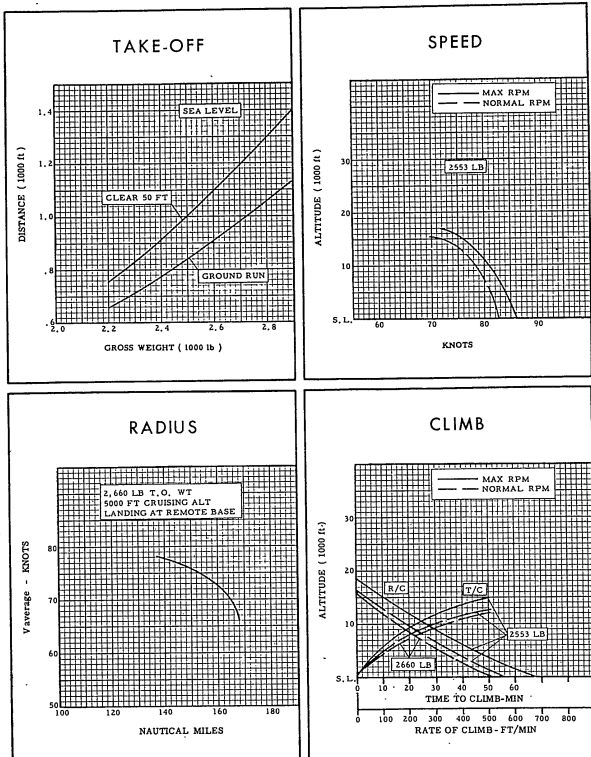 TAKE-OFF
1.4
1.2
1.0
.8
.6
DISTANCE (1000 ft)
SEA LEVEL
CLEAR 50 FT
GROUND RUN
2.0 2.2 2.4 2.6 2.8
GROSS WEIGHT (1000 lb)
SPEED
MAX RPM
NORMAL RPM
2553 LB
30
20
10
S.L.
ALTITUDE (1000 ft)
60 70 80 90
KNOTS
RADIUS
2,660 LB T.O. WT
5000 FT CRUISING ALT
LANDING AT REMOTE BASE
80
70
60
50
Vaverage - KNOTS
100 120 140 160 180
NAUTICAL MILES
CLIMB
MAX RPM
NORMAL RPM
30
20
10
S.L.
ALTITUDE (1000 ft)
R/C
T/C
2553 LB
2660 LB
0 10 20 30 40 50 60
TIME TO CLIMB-MIN
0 100 200 300 400 500 600 700 800
RATE OF CLIMB-FT/MIN